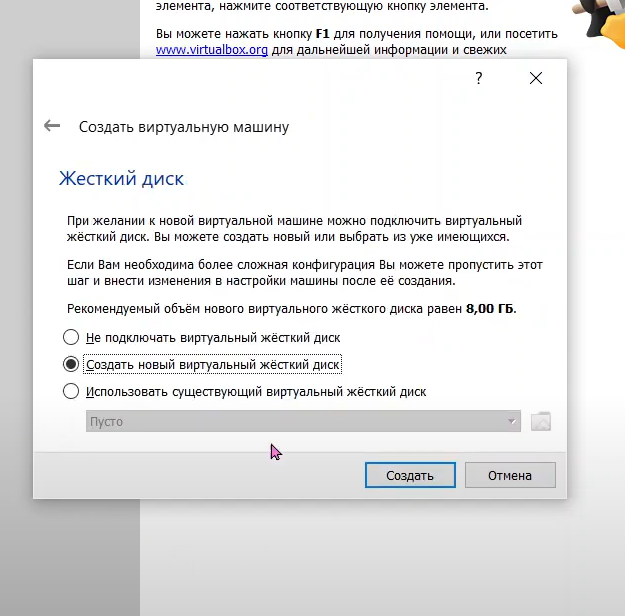 элемента, нажмите соответствующую кнопку элемента.
Вы можете нажать кнопку F1 для получения помощи, или посетить
www.virtualbox.org для дальнейшей информации и свежих
?
Создать виртуальную машину
Жесткий диск
При желании к новой виртуальной машине можно подключить виртуальный
жёсткий диск. Вы можете создать новый или выбрать из уже имеющихся.
Если Вам необходима более сложная конфигурация Вы можете пропустить этот
шаг и внести изменения в настройки машины после её создания.
Рекомендуемый объём нового виртуального жёсткого диска равен 8,00 ГБ.
Не подключать виртуальный жёсткий диск
Создать новый виртуальный жёсткий диск
Использовать существующий виртуальный жёсткий диск
Пусто
Создать Отмена